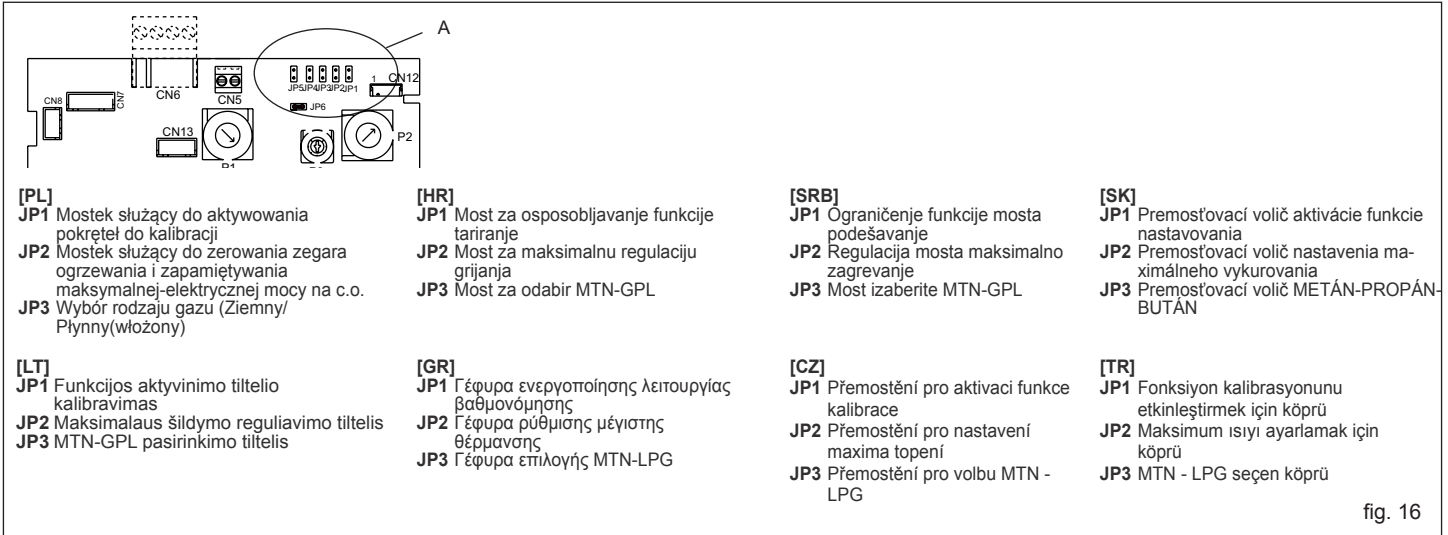 A
CN8
CN7
CN6
CN5
JP5JP4JP3JP2JP1
1
CN12
JP6
CN13
P2
[PL]
JP1 Mostek służący do aktywowania
pokręteł do kalibracji
JP2 Mostek służący do zerowania zegara
ogrzewania i zapamiętywania
maksymalnej-elektrycznej mocy na c.o.
JP3 Wybór rodzaju gazu (Ziemny/
Płynny(włożony)
[HR]
JP1 Most za osposobljavanje funkcije
tariranje
JP2 Most za maksimalnu regulaciju
grijanja
JP3 Most za odabir MTN-GPL
[SRB]
JP1 Ograničenje funkcije mosta
podešavanje
JP2 Regulacija mosta maksimalno
zagrevanje
JP3 Most izaberite MTN-GPL
[SK]
JP1 Premosťovací volič aktivácie funkcie
nastavovania
JP2 Premosťovací volič nastavenia ma-
ximálneho vykurovania
JP3 Premosťovací volič METÁN-PROPÁN-
BUTÁN
[LT]
JP1 Funkcijos aktyvinimo tiltelio
kalibravimas
JP2 Maksimalaus šildymo reguliavimo tiltelis
JP3 MTN-GPL pasirinkimo tiltelis
[GR]
JP1 Γέφυρα ενεργοποίησης λειτουργίας
βαθμονόμησης
JP2 Γέφυρα ρύθμισης μέγιστης
θέρμανσης
JP3 Γέφυρα επιλογής MTN-LPG
[CZ]
JP1 Přemostění pro aktivaci funkce
kalibrace
JP2 Přemostění pro nastavení
maxima topení
JP3 Přemostění pro volbu MTN -
LPG
[TR]
JP1 Fonksiyon kalibrasyonunu
etkinleştirmek için köprü
JP2 Maksimum ısıyı ayarlamak için
köprü
JP3 MTN - LPG seçen köprü
fig. 16